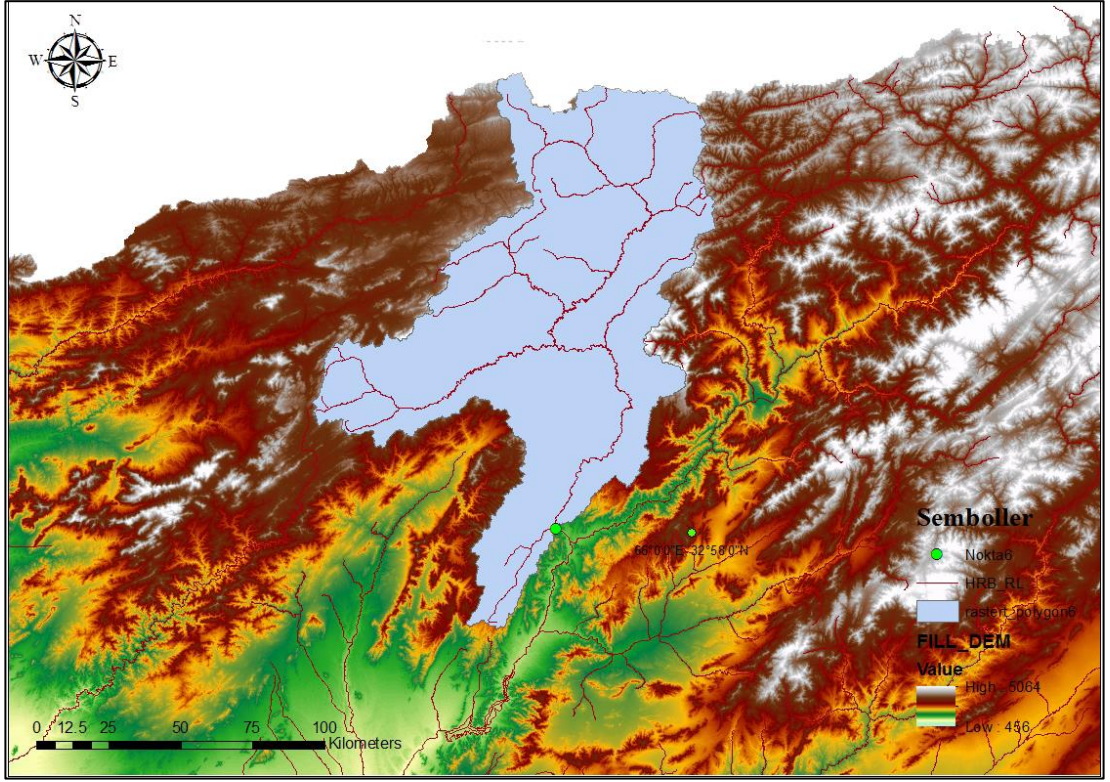 N
W E
S
66°0'0"E 32°58'0"N
Semboller
Nokta6
HRB_RL
rastert_polygon6
FILL_DEM
Value
High : 5064
Low : 456
0 12.5 25 50 75 100
Kilometers